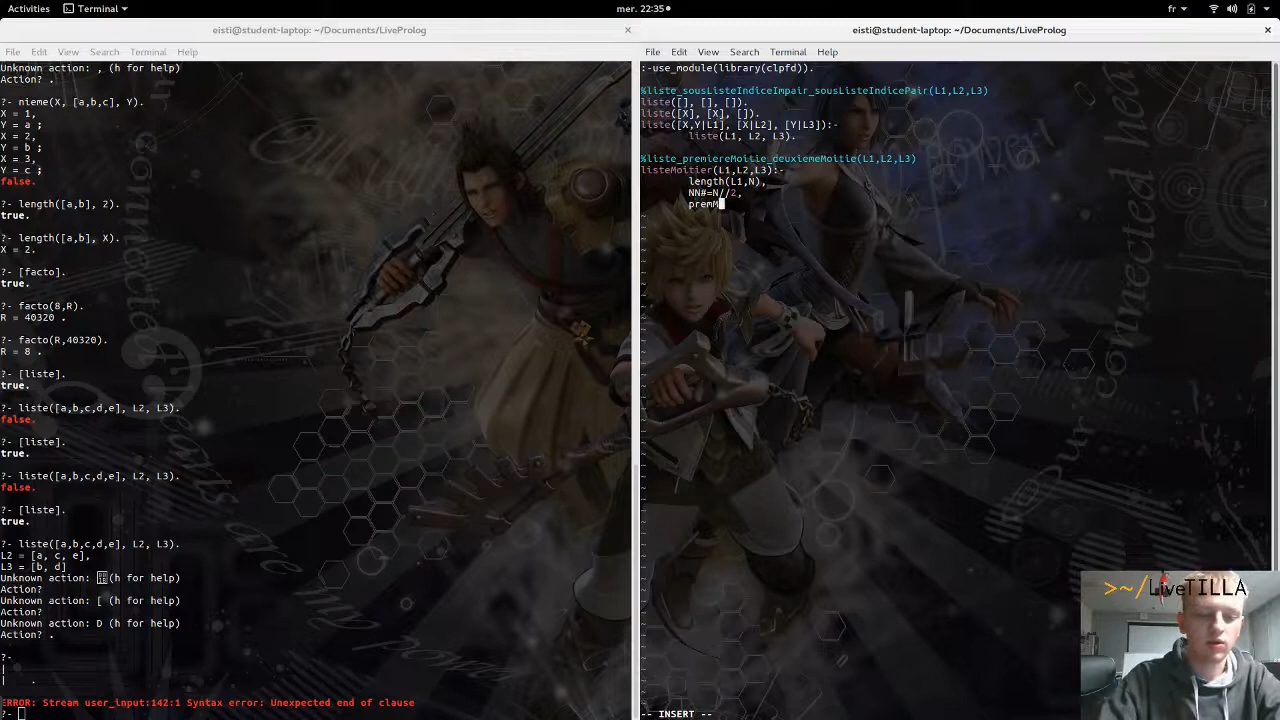 Activities Terminal mer. 22:35 fr
eisti@student-laptop: ~/Documents/LiveProlog
File Edit View Search Terminal Help
Unknown action: , (h for help)
Action? .
?- nieme(X, [a,b,c], Y).
X = 1,
Y = a ;
X = 2,
Y = b ;
X = 3,
Y = c ;
false.
?- length([a,b], 2).
true.
?- length([a,b], X).
X = 2.
?- [facto].
true.
?- facto(8,R).
R = 40320 .
?- facto(R,40320).
R = 8 .
?- [liste].
true.
?- liste([a,b,c,d,e], L2, L3).
false.
?- [liste].
true.
?- liste([a,b,c,d,e], L2, L3).
false.
?- [liste].
true.
?- liste([a,b,c,d,e], L2, L3).
L2 = [a, c, e],
L3 = [b, d]
Unknown action: (h for help)
Action?
Unknown action: [ (h for help)
Action?
Unknown action: D (h for help)
Action? .
?-
|
| .
ERROR: Stream user_input:142:1 Syntax error: Unexpected end of clause
?-
eisti@student-laptop: ~/Documents/LiveProlog
File Edit View Search Terminal Help
:-use_module(library(clpfd)).
%liste_sousListeIndiceImpair_sousListeIndicePair(L1,L2,L3)
liste([], [], []).
liste([X], [X], []).
liste([X,Y|L1], [X|L2], [Y|L3]):-
liste(L1, L2, L3).
%liste_premiereMoitie_deuxiemeMoitie(L1,L2,L3)
listeMoitier(L1,L2,L3):-
length(L1,N),
NN#=N//2,
premM
~
-- INSERT --
>~/LiveTILLA